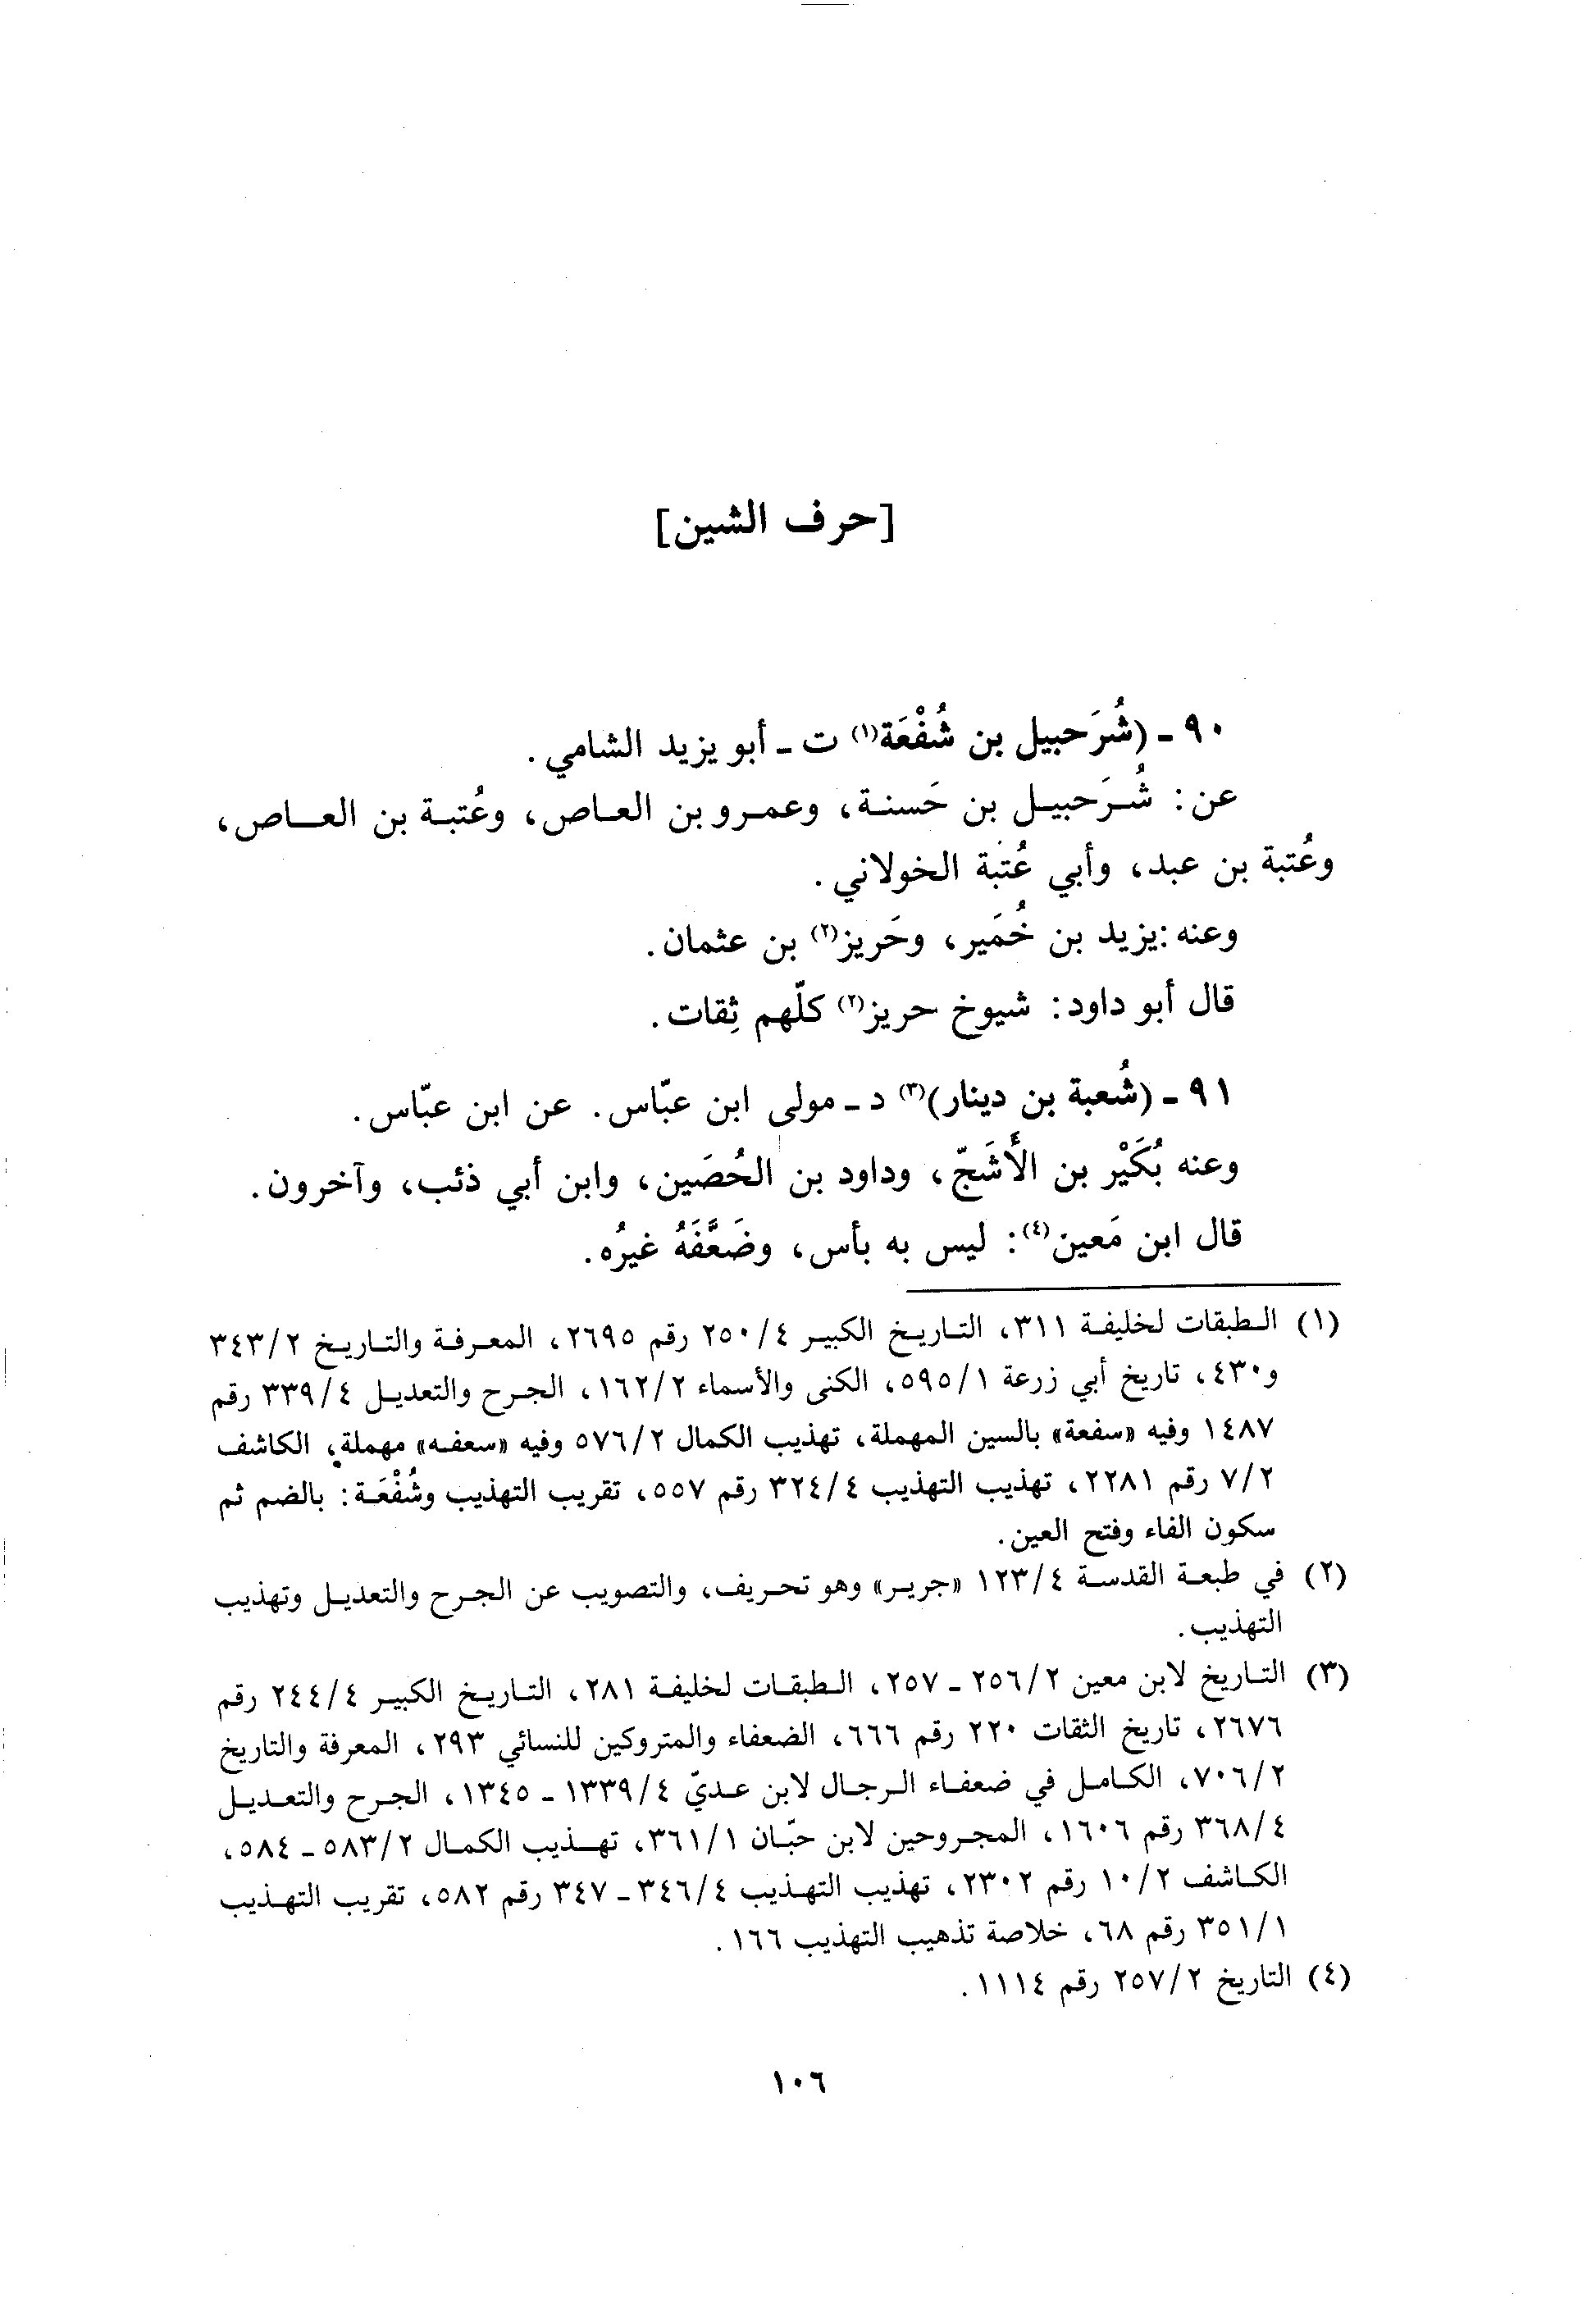 [حرف الشين]
٩٠ - (شُرَحبيل بن شُفْعَة(١) ت - أبو يزيد الشامي .
عن : شُرَحبيل بن حَسنة، وعمرو بن العاص، وعُتبة بن العاص،
وعُتبة بن عبد، وأبي عُتبة الخولاني .
وعنه :يزيد بن خُمَير، وحَريز(٢) بن عثمان .
قال أبو داود : شيوخ حريز(٢) كلّهم ثِقات .
٩١ - (شُعبة بن دينار)(٣) د - مولى ابن عبّاس . عن ابن عبّاس .
وعنه بُكَيْر بن الأَشَجّ، وداود بن الحُصَين، وابن أبي ذئب، وآخرون .
قال ابن مَعين(٤) : ليس به بأس، وضَعَّفَهُ غيرُه .
(١) الطبقات لخليفة ٣١١، التاريخ الكبير ٤/ ٢٥٠ رقم ٢٦٩٥، المعرفة والتاريخ ٢/ ٣٤٣
و٤٣٠، تاريخ أبي زرعة ١/ ٥٩٥، الكنى والأسماء ٢/ ١٦٢، الجرح والتعديل ٤/ ٣٣٩ رقم
١٤٨٧ وفيه «سفعة» بالسين المهملة، تهذيب الكمال ٢/ ٥٧٦ وفيه «سعفه» مهملة، الكاشف
٢/ ٧ رقم ٢٢٨١، تهذيب التهذيب ٤/ ٣٢٤ رقم ٥٥٧، تقريب التهذيب وشُفْعَة : بالضم ثم
سكون الفاء وفتح العين .
(٢) في طبعة القدسة ٤/ ١٢٣ «جرير» وهو تحريف، والتصويب عن الجرح والتعديل وتهذيب
التهذيب .
(٣) التاريخ لابن معين ٢/ ٢٥٦ - ٢٥٧، الطبقات لخليفة ٢٨١، التاريخ الكبير ٤/ ٢٤٤ رقم
٢٦٧٦، تاريخ الثقات ٢٢٠ رقم ٦٦٦، الضعفاء والمتروكين للنسائي ٢٩٣، المعرفة والتاريخ
٢/ ٧٠٦، الكامل في ضعفاء الرجال لابن عديّ ٤/ ١٣٣٩ - ١٣٤٥، الجرح والتعديل
٤/ ٣٦٨ رقم ١٦٠٦، المجروحين لابن حبّان ١/ ٣٦١، تهذيب الكمال ٢/ ٥٨٣ - ٥٨٤،
الكاشف ٢/ ١٠ رقم ٢٣٠٢، تهذيب التهذيب ٤/ ٣٤٦ - ٣٤٧ رقم ٥٨٢، تقريب التهذيب
١/ ٣٥١ رقم ٦٨، خلاصة تذهيب التهذيب ١٦٦ .
(٤) التاريخ ٢/ ٢٥٧ رقم ١١١٤ .
١٠٦